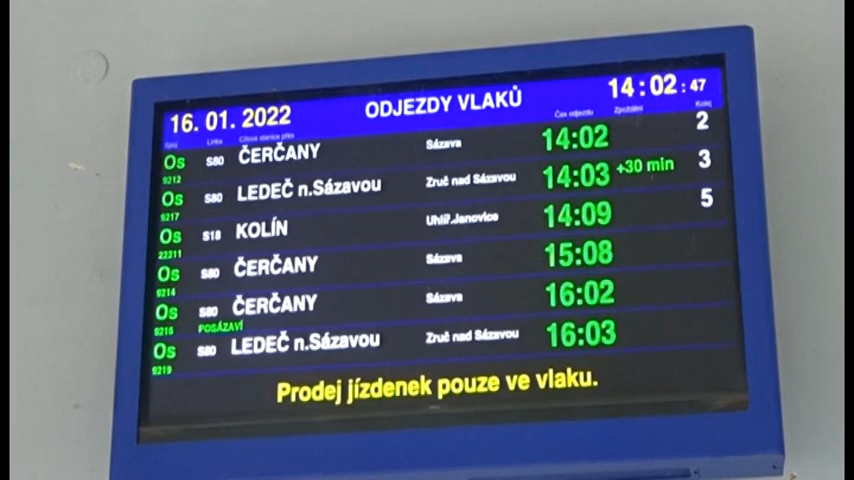 16. 01. 2022 ODJEZDY VLAKŮ 14:02:47
Spoj Linka Cílová stanice přes Čas odjezdu Zpoždění Kolej
Os S80 ČERČANY Sázava 14:02 2
9212
Os S80 LEDEČ n.Sázavou Zruč nad Sázavou 14:03 +30 min 3
9217
Os S18 KOLÍN Uhlíř.Janovice 14:09 5
22211
Os S80 ČERČANY Sázava 15:08
9214
Os S80 ČERČANY Sázava 16:02
9216 POSÁZAVÍ
Os S80 LEDEČ n.Sázavou Zruč nad Sázavou 16:03
9219
Prodej jízdenek pouze ve vlaku.